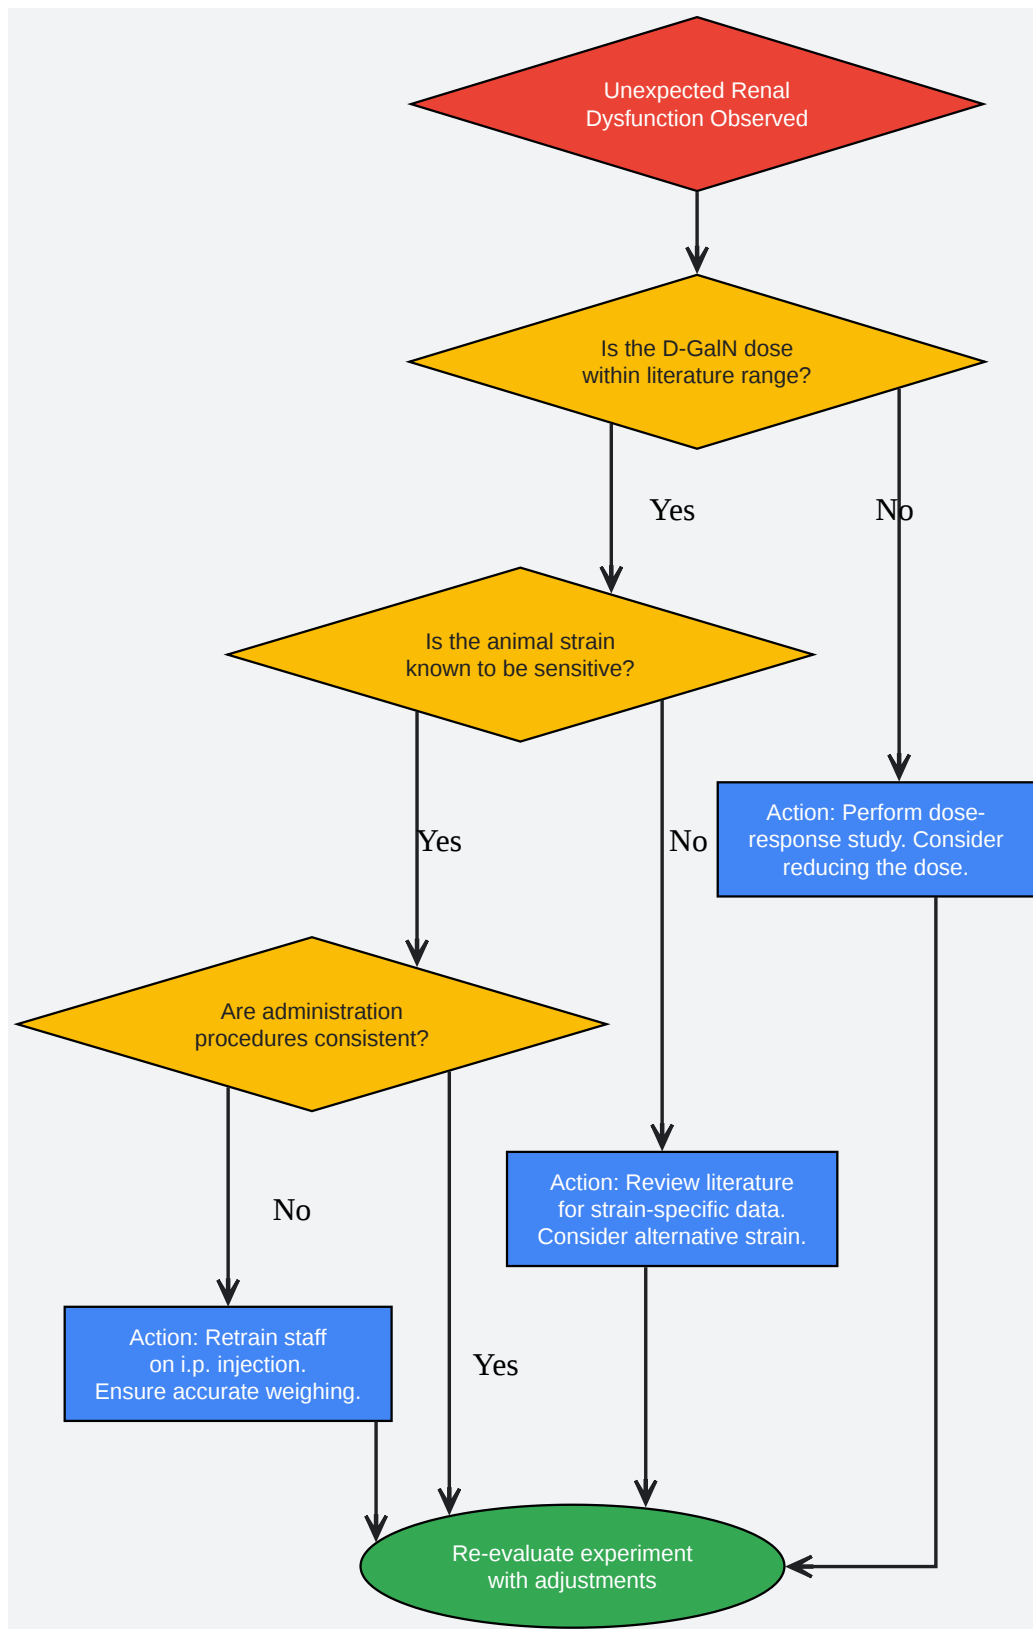 Unexpected Renal
Dysfunction Observed
Is the D-GalN dose
within literature range?
Yes
No
Is the animal strain
known to be sensitive?
Yes
No
Action: Perform dose-
response study. Consider
reducing the dose.
Are administration
procedures consistent?
No
Action: Review literature
for strain-specific data.
Consider alternative strain.
Action: Retrain staff
on i.p. injection.
Ensure accurate weighing.
Yes
Re-evaluate experiment
with adjustments